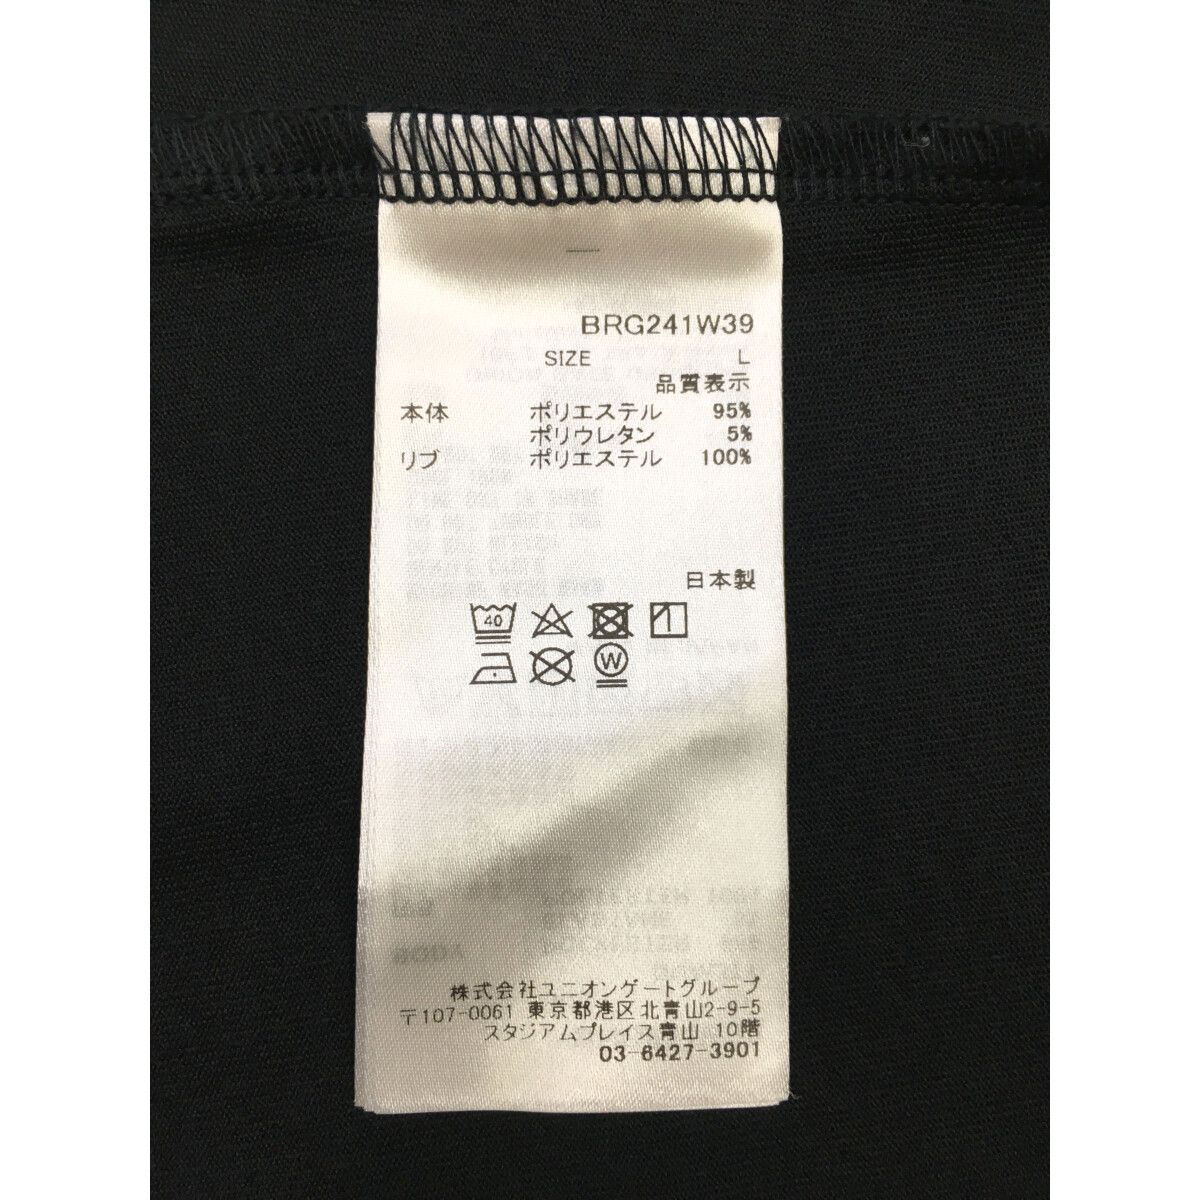 BRG241W39
SIZE L
品質表示
本体 ポリエステル 95%
ポリウレタン 5%
リブ ポリエステル 100%
日本製
40
W
株式会社ユニオンゲートグループ
〒107-0061 東京都港区北青山2-9-5
スタジアムプレイス青山 10階
03-6427-3901